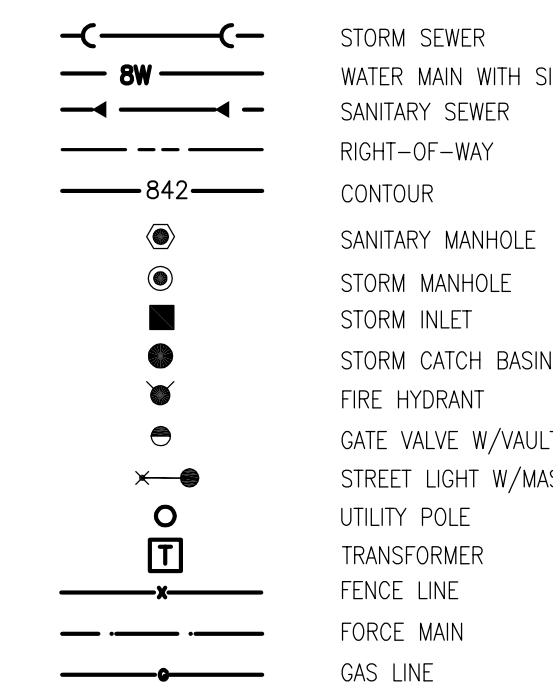 STORM SEWER
8W WATER MAIN WITH
SANITARY SEWER
RIGHT-OF-WAY
842 CONTOUR
SANITARY MANHOLE
STORM MANHOLE
STORM INLET
STORM CATCH BASIN
FIRE HYDRANT
GATE VALVE W/VAULT
STREET LIGHT
UTILITY POLE
T TRANSFORMER
x FENCE LINE
FORCE MAIN
G GAS LINE